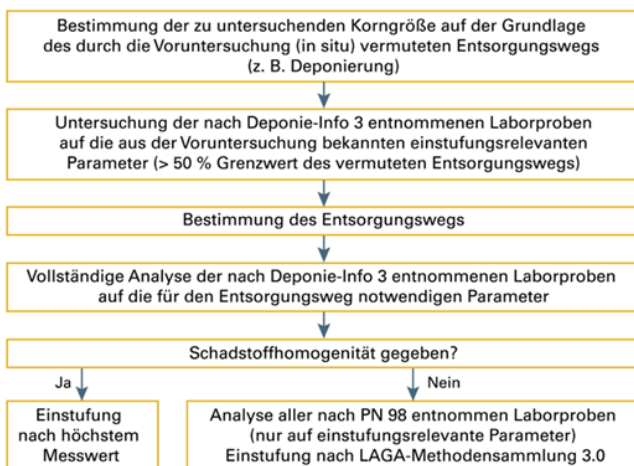 Bestimmung der zu untersuchenden Korngröße auf der Grundlage
des durch die Voruntersuchung (in situ) vermuteten Entsorgungswegs
(z. B. Deponierung)
Untersuchung der nach Deponie-Info 3 entnommenen Laborproben
auf die aus der Voruntersuchung bekannten einstufungsrelevanten
Parameter (> 50 % Grenzwert des vermuteten Entsorgungswegs)
Bestimmung des Entsorgungswegs
Vollständige Analyse der nach Deponie-Info 3 entnommenen Laborproben
auf die für den Entsorgungsweg notwendigen Parameter
Schadstoffhomogenität gegeben?
Ja
Nein
Einstufung
nach höchstem
Messwert
Analyse aller nach PN 98 entnommen Laborproben
(nur auf einstufungsrelevante Parameter)
Einstufung nach LAGA-Methodensammlung 3.0